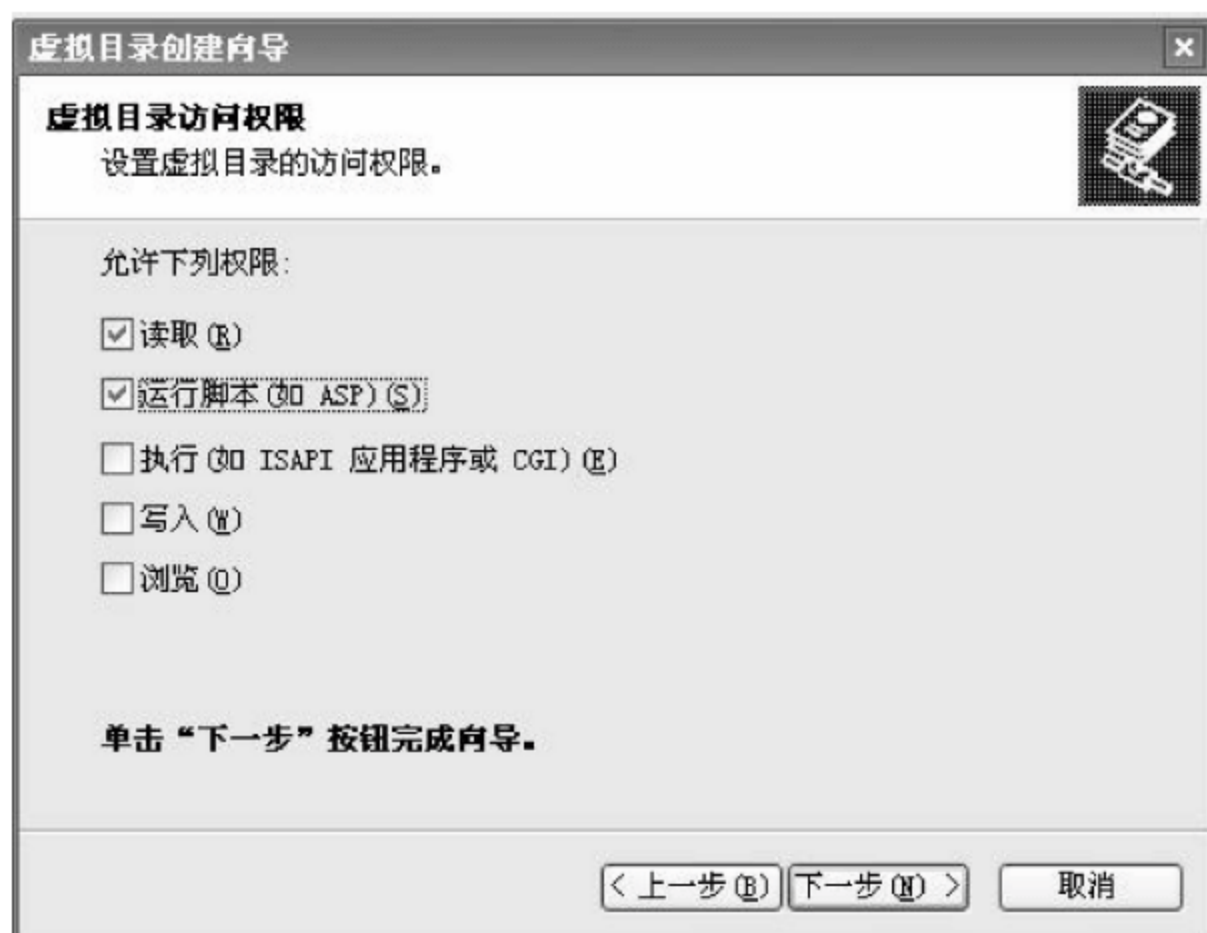 虚拟目录创建向导
虚拟目录访问权限
设置虚拟目录的访问权限。
允许下列权限:
读取(R)
运行脚本(如 ASP)(S)
执行(如 ISAPI 应用程序或 CGI)(E)
写入(W)
浏览(O)
单击“下一步”按钮完成向导。
< 上一步(B) 下一步(N) > 取消